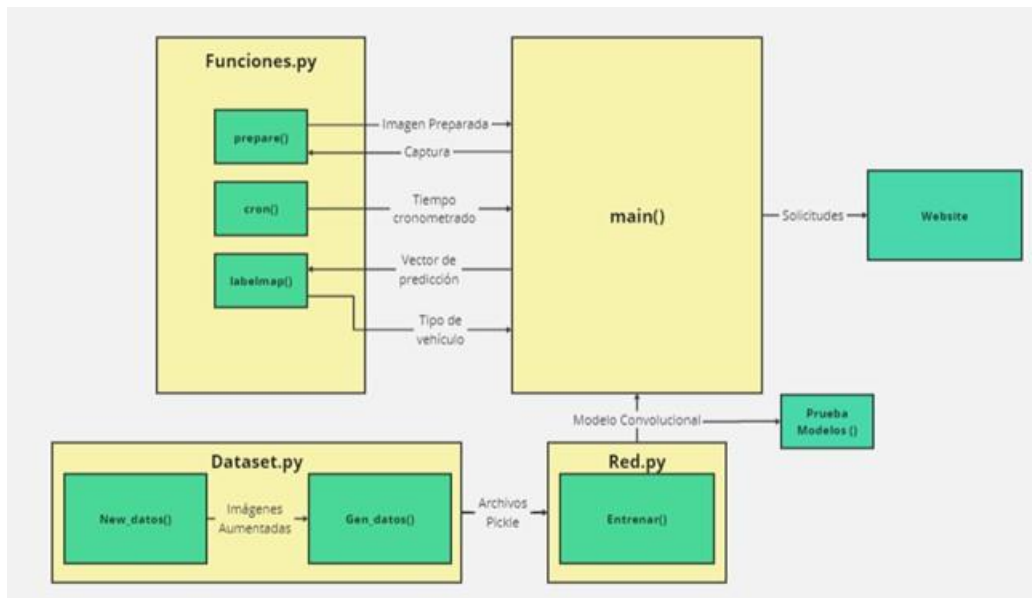 Funciones.py
prepare()
Imagen Preparada
Captura
cron()
Tiempo
cronometrado
labelmap()
Vector de
predicción
Tipo de
vehículo
main()
Solicitudes
Website
Modelo Convolucional
Prueba
Modelos ()
Dataset.py
New_datos()
Imágenes
Aumentadas
Gen_datos()
Archivos
Pickle
Red.py
Entrenar()